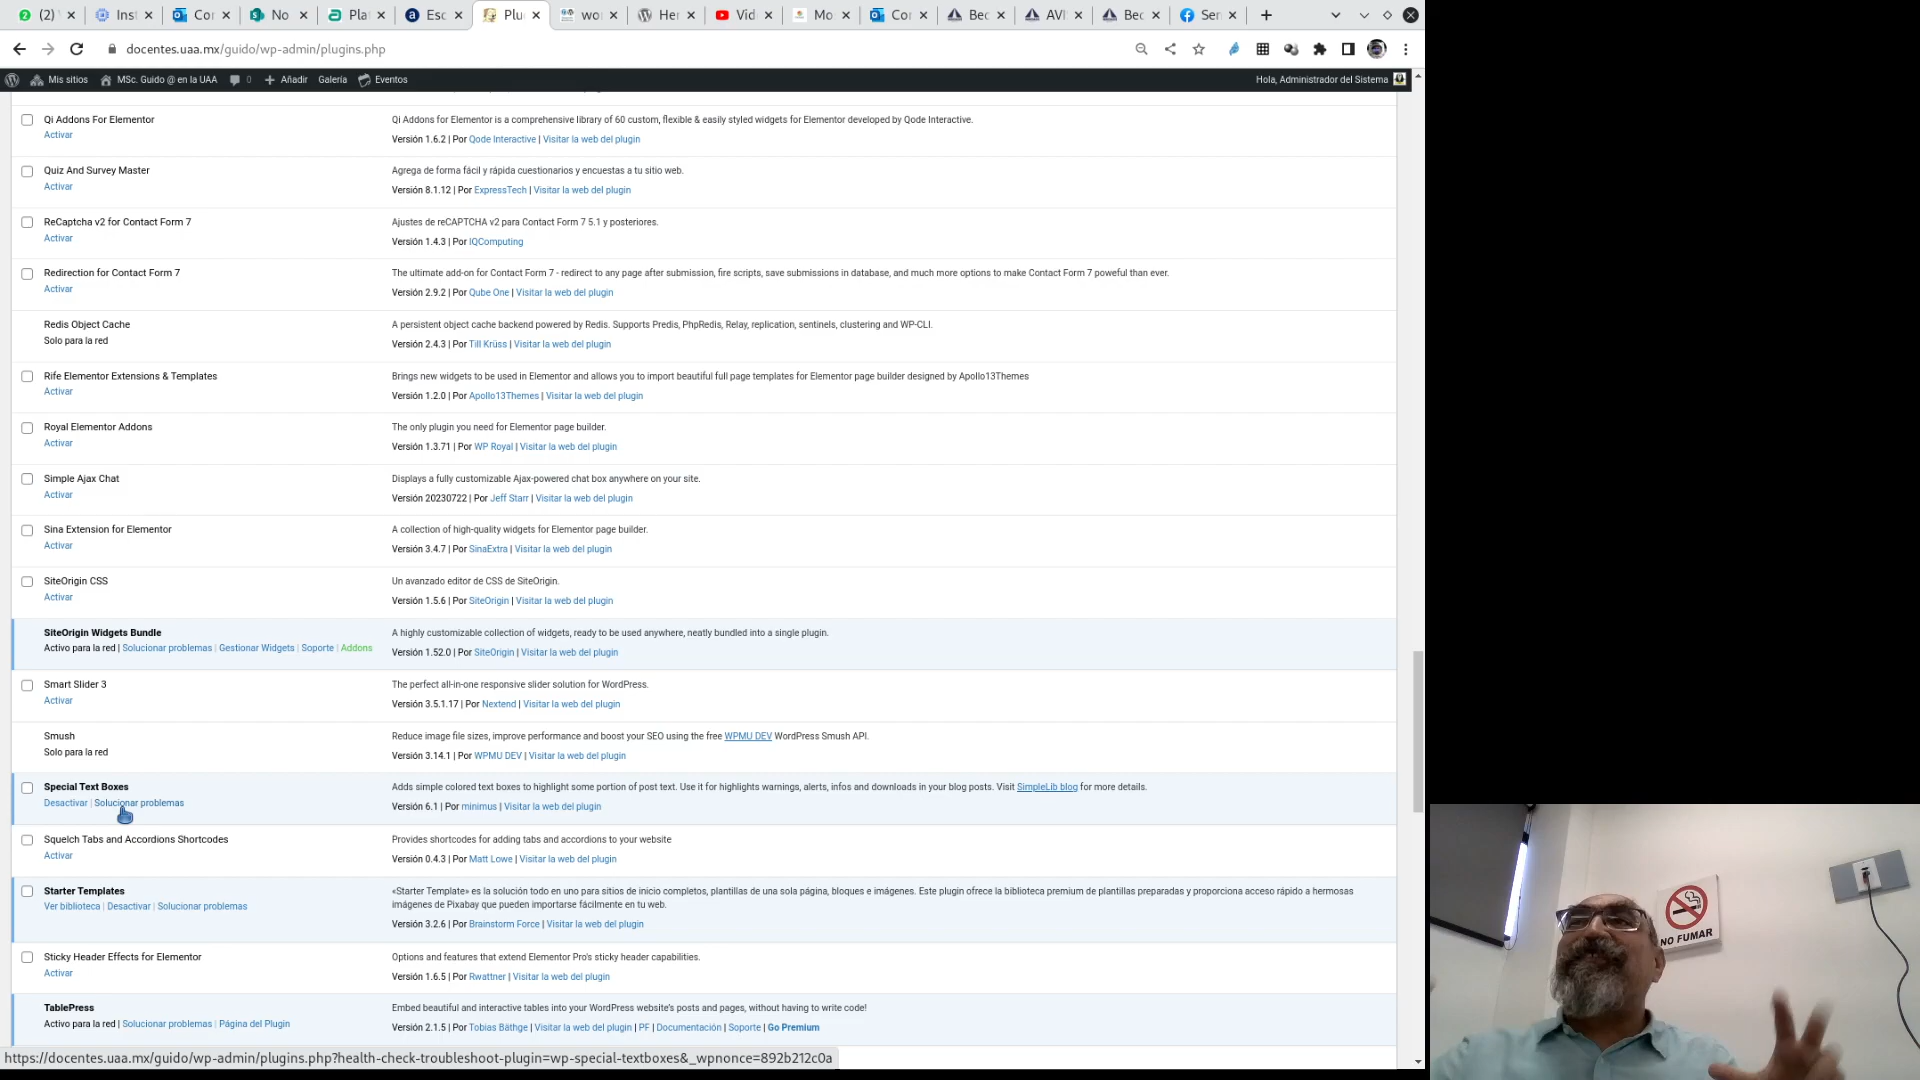 (2)
Inst
Cor
No
Pla
Esc
Plu
wor
Her
Vid
Mo
Cor
Bec
AVI
Bec
Ser
docentes.uaa.mx/guido/wp-admin/plugins.php
Mis sitios
MSc. Guido @ en la UAA
0
Añadir
Galería
Eventos
Hola, Administrador del Sistema
Qi Addons For Elementor
Activar
Qi Addons for Elementor is a comprehensive library of 60 custom, flexible & easily styled widgets for Elementor developed by Qode Interactive.
Versión 1.6.2 | Por Qode Interactive | Visitar la web del plugin
Quiz And Survey Master
Activar
Agrega de forma fácil y rápida cuestionarios y encuestas a tu sitio web.
Versión 8.1.12 | Por ExpressTech | Visitar la web del plugin
ReCaptcha v2 for Contact Form 7
Activar
Ajustes de reCAPTCHA v2 para Contact Form 7 5.1 y posteriores.
Versión 1.4.3 | Por IQComputing
Redirection for Contact Form 7
Activar
The ultimate add-on for Contact Form 7 - redirect to any page after submission, fire scripts, save submissions in database, and much more options to make Contact Form 7 poweful than ever.
Versión 2.9.2 | Por Qube One | Visitar la web del plugin
Redis Object Cache
Solo para la red
A persistent object cache backend powered by Redis. Supports Predis, PhpRedis, Relay, replication, sentinels, clustering and WP-CLI.
Versión 2.4.3 | Por Till Krüss | Visitar la web del plugin
Rife Elementor Extensions & Templates
Activar
Brings new widgets to be used in Elementor and allows you to import beautiful full page templates for Elementor page builder designed by Apollo13Themes
Versión 1.2.0 | Por Apollo13Themes | Visitar la web del plugin
Royal Elementor Addons
Activar
The only plugin you need for Elementor page builder.
Versión 1.3.71 | Por WP Royal | Visitar la web del plugin
Simple Ajax Chat
Activar
Displays a fully customizable Ajax-powered chat box anywhere on your site.
Versión 20230722 | Por Jeff Starr | Visitar la web del plugin
Sina Extension for Elementor
Activar
A collection of high-quality widgets for Elementor page builder.
Versión 3.4.7 | Por SinaExtra | Visitar la web del plugin
SiteOrigin CSS
Activar
Un avanzado editor de CSS de SiteOrigin.
Versión 1.5.6 | Por SiteOrigin | Visitar la web del plugin
SiteOrigin Widgets Bundle
Activo para la red | Solucionar problemas | Gestionar Widgets | Soporte | Addons
A highly customizable collection of widgets, ready to be used anywhere, neatly bundled into a single plugin.
Versión 1.52.0 | Por SiteOrigin | Visitar la web del plugin
Smart Slider 3
Activar
The perfect all-in-one responsive slider solution for WordPress.
Versión 3.5.1.17 | Por Nextend | Visitar la web del plugin
Smush
Solo para la red
Reduce image file sizes, improve performance and boost your SEO using the free WPMU DEV WordPress Smush API.
Versión 3.14.1 | Por WPMU DEV | Visitar la web del plugin
Special Text Boxes
Desactivar | Solucionar problemas
Adds simple colored text boxes to highlight some portion of post text. Use it for highlights warnings, alerts, infos and downloads in your blog posts. Visit SimpleLib blog for more details.
Versión 6.1 | Por minimus | Visitar la web del plugin
Squelch Tabs and Accordions Shortcodes
Activar
Provides shortcodes for adding tabs and accordions to your website
Versión 0.4.3 | Por Matt Lowe | Visitar la web del plugin
Starter Templates
Ver biblioteca | Desactivar | Solucionar problemas
«Starter Template» es la solución todo en uno para sitios de inicio completos, plantillas de una sola página, bloques e imágenes. Este plugin ofrece la biblioteca premium de plantillas preparadas y proporciona acceso rápido a hermosas
imágenes de Pixabay que pueden importarse fácilmente en tu web.
Versión 3.2.6 | Por Brainstorm Force | Visitar la web del plugin
Sticky Header Effects for Elementor
Activar
Options and features that extend Elementor Pro's sticky header capabilities.
Versión 1.6.5 | Por Rwattner | Visitar la web del plugin
TablePress
Activo para la red | Solucionar problemas | Página del Plugin
Embed beautiful and interactive tables into your WordPress website's posts and pages, without having to write code!
Versión 2.1.5 | Por Tobias Bäthge | Visitar la web del plugin | PF | Documentación | Soporte | Go Premium
https://docentes.uaa.mx/guido/wp-admin/plugins.php?health-check-troubleshoot-plugin=wp-special-textboxes&_wpnonce=892b212c0a
NO FUMAR